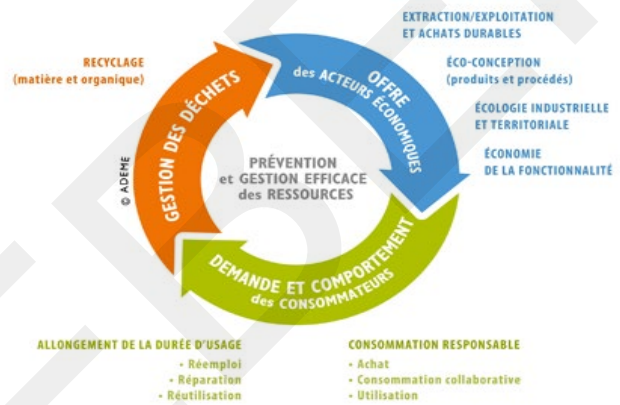 EXTRACTION/EXPLOITATION
ET ACHATS DURABLES
RECYCLAGE
(matière et organique)
ÉCO-CONCEPTION
(produits et procédés)
ÉCOLOGIE INDUSTRIELLE
ET TERRITORIALE
ÉCONOMIE
DE LA FONCTIONNALITÉ
OFFRE
des ACTEURS ÉCONOMIQUES
GESTION DES DÉCHETS
PRÉVENTION
et GESTION EFFICACE
des RESSOURCES
© ADEME
DEMANDE ET COMPORTEMENT
des CONSOMMATEURS
ALLONGEMENT DE LA DURÉE D'USAGE
- Réemploi
- Réparation
- Réutilisation
CONSOMMATION RESPONSABLE
- Achat
- Consommation collaborative
- Utilisation